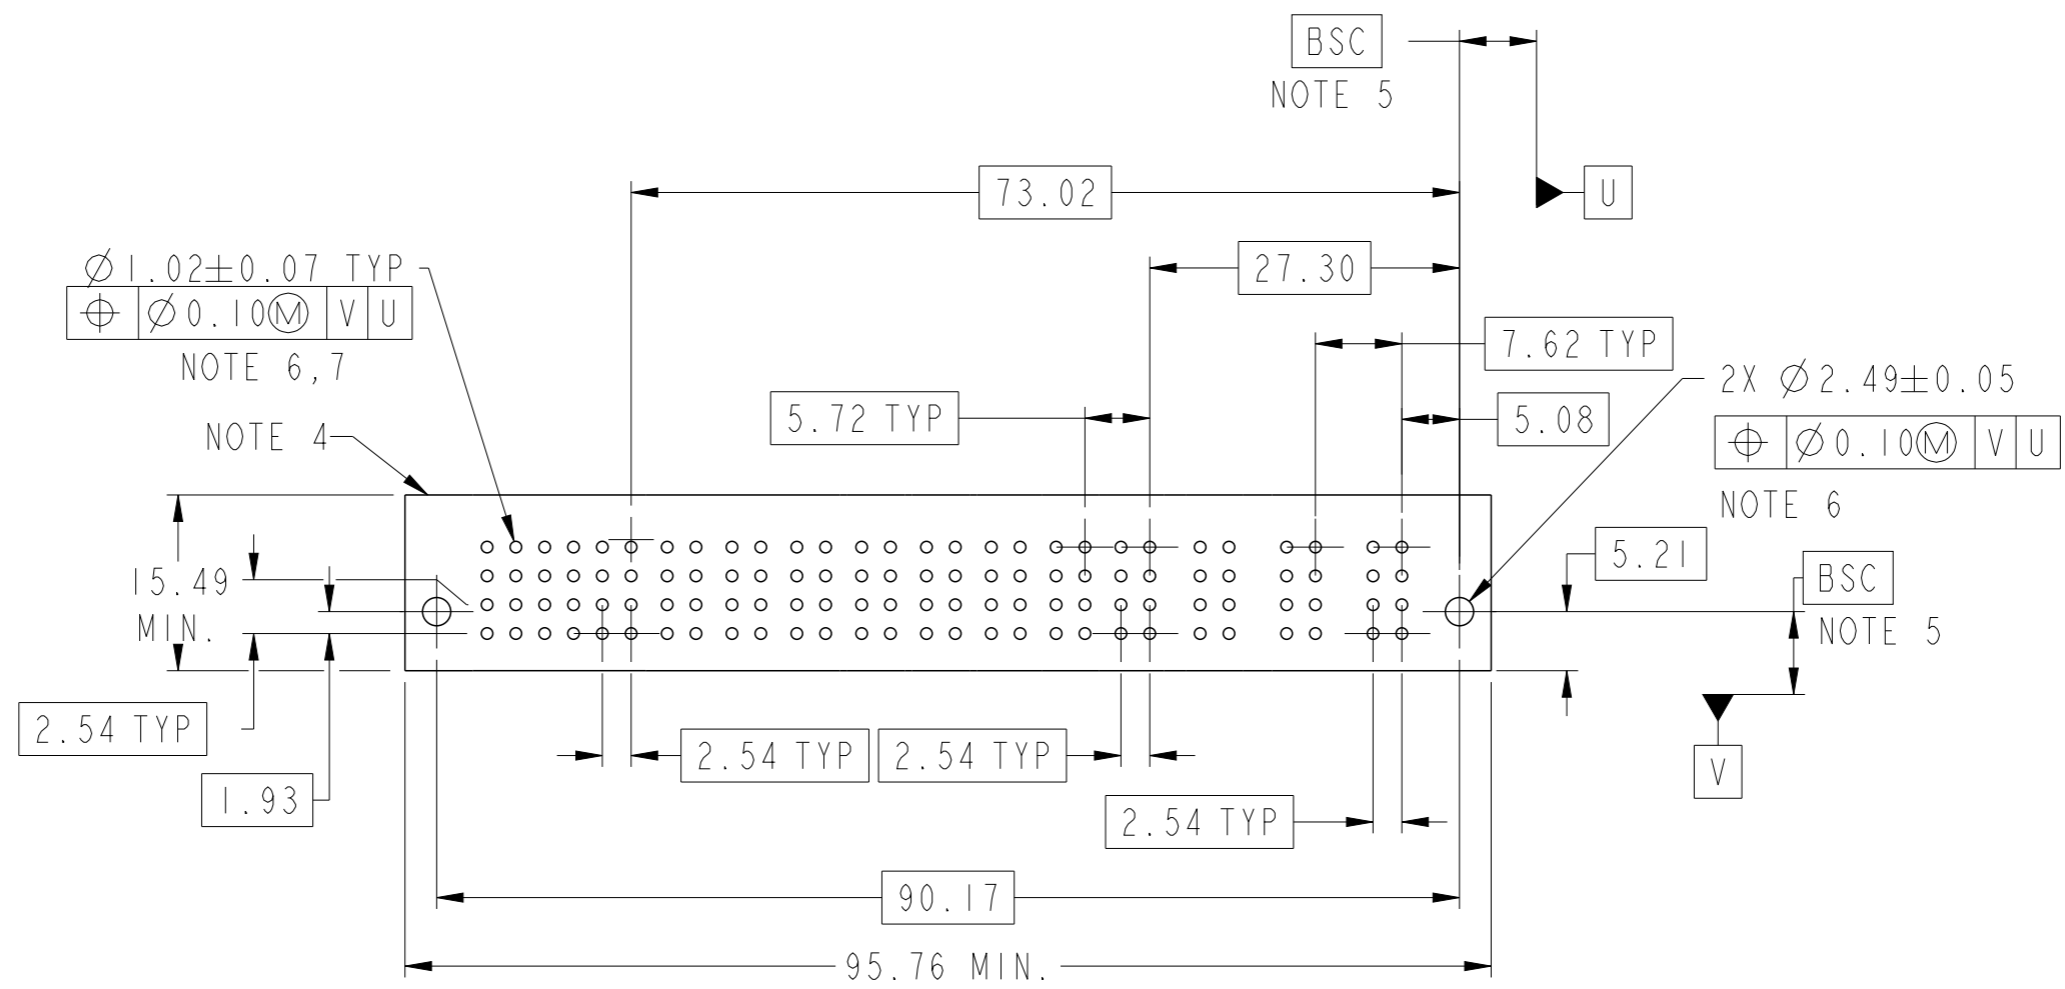 BSC
NOTE 5
73.02
U
27.30
Ø1.02±0.07 TYP
⌖ Ø0.10Ⓜ V U
NOTE 6,7
7.62 TYP
2X Ø2.49±0.05
5.72 TYP
5.08
⌖ Ø0.10Ⓜ V U
NOTE 4
NOTE 6
5.21
15.49
MIN.
BSC
NOTE 5
2.54 TYP
2.54 TYP
2.54 TYP
V
1.93
2.54 TYP
90.17
95.76 MIN.